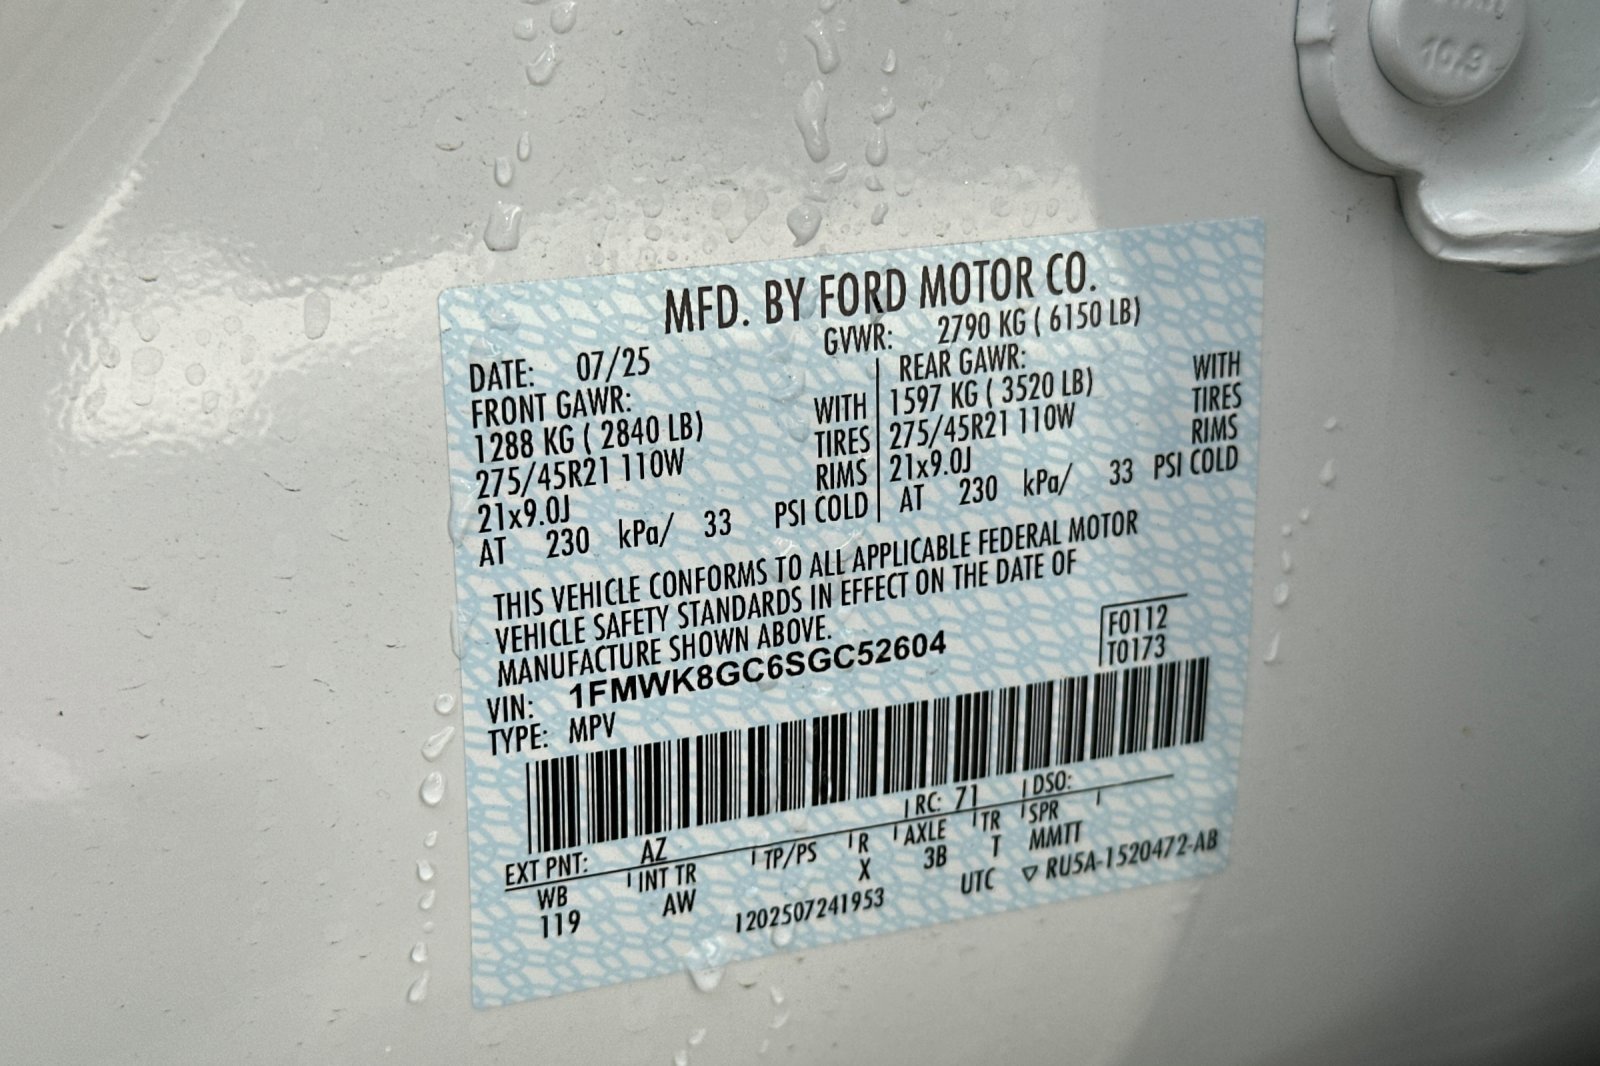 10.9
MFD. BY FORD MOTOR CO.
DATE: 07/25 GVWR: 2790 KG ( 6150 LB)
FRONT GAWR: REAR GAWR:
1288 KG ( 2840 LB) WITH 1597 KG ( 3520 LB) WITH
275/45R21 110W TIRES 275/45R21 110W TIRES
21x9.0J RIMS 21x9.0J RIMS
AT 230 kPa/ 33 PSI COLD AT 230 kPa/ 33 PSI COLD
THIS VEHICLE CONFORMS TO ALL APPLICABLE FEDERAL MOTOR
VEHICLE SAFETY STANDARDS IN EFFECT ON THE DATE OF
MANUFACTURE SHOWN ABOVE.
F0112
T0173
VIN: 1FMWK8GC6SGC52604
TYPE: MPV
EXT PNT: AZ RC: 71 DSO:
WB INT TR TP/PS R AXLE TR SPR
119 AW X 3B T MMTT
1202507241953 UTC ▽ RU5A-1520472-AB